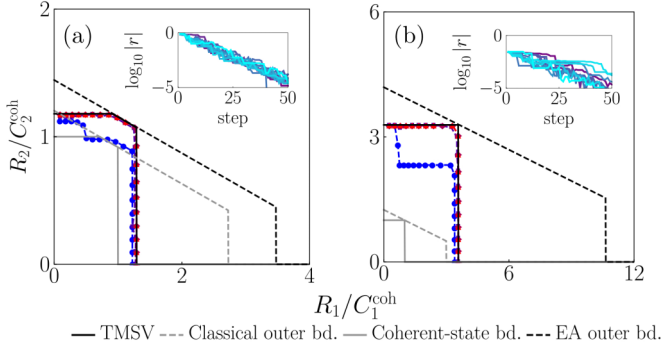 (a)
log₁₀ |r|
0
−5
0
25
50
step
R₂/C₂ᶜᵒʰ
2
1
0
0
2
4
(b)
log₁₀ |r|
0
−5
0
25
50
step
6
3
0
0
6
12
R₁/C₁ᶜᵒʰ
TMSV Classical outer bd. Coherent-state bd. EA outer bd.